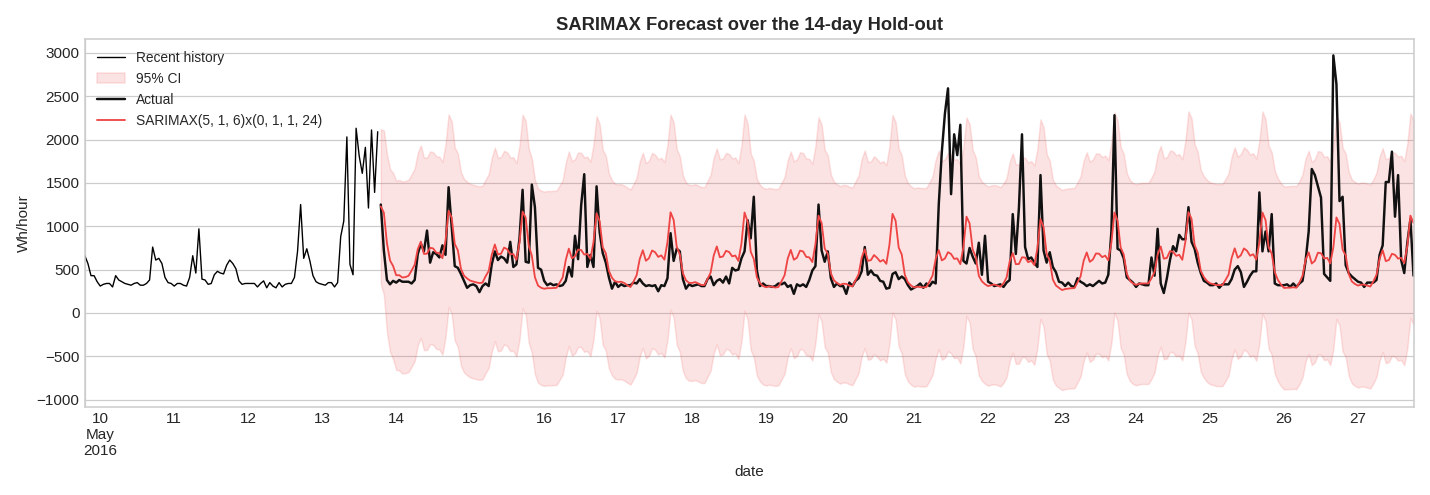 SARIMAX Forecast over the 14-day Hold-out
Recent history
95% CI
Actual
SARIMAX(5, 1, 6)x(0, 1, 1, 24)
Wh/hour
3000
2500
2000
1500
1000
500
0
−500
−1000
10 11 12 13 14 15 16 17 18 19 20 21 22 23 24 25 26 27
May
2016
date